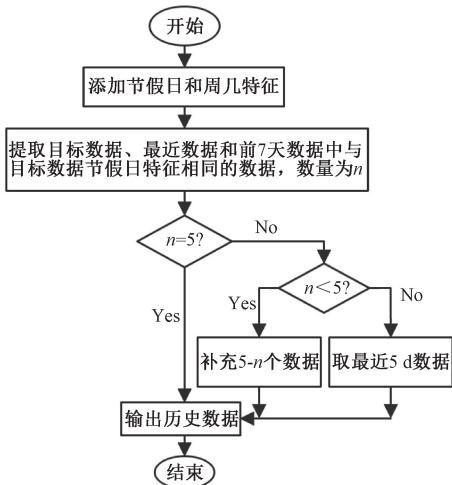 开始
添加节假日和周几特征
提取目标数据、最近数据和前7天数据中与
目标数据节假日特征相同的数据，数量为n
n=5?
No
n＜5?
Yes
Yes
No
补充5-n个数据
取最近5 d数据
输出历史数据
结束